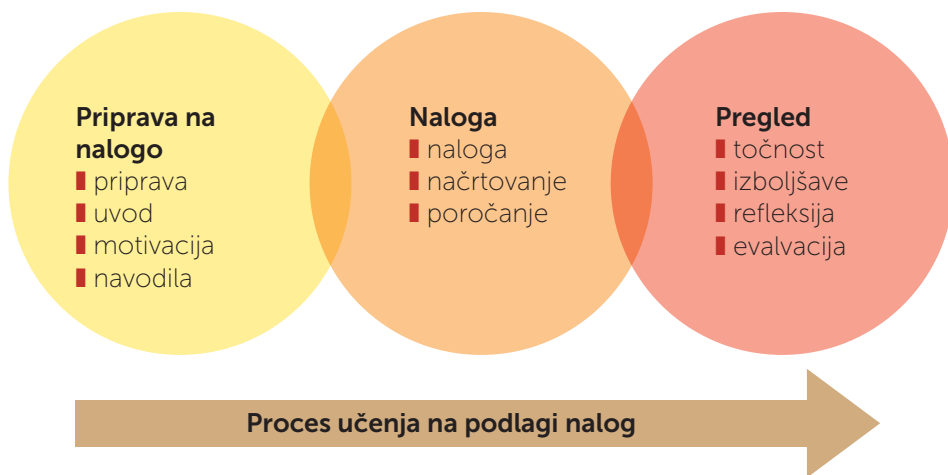 Priprava na
nalogo
priprava
uvod
motivacija
navodila
Naloga
naloga
načrtovanje
poročanje
Pregled
točnost
izboljšave
refleksija
evalvacija
Proces učenja na podlagi nalog